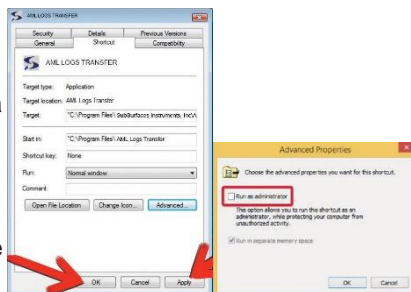 AML LOGS TRANSFER
Security Details Previous Versions
General Shortcut Compatibility
AML LOGS TRANSFER
Target type: Application
Target location: AML Logs Transfer
Target: "C:\Program Files\ SubSurfaces Instruments, Inc\A
Start in: "C:\Program Files\ AML Logs Transfer
Shortcut key: None
Run: Normal window
Comment:
Open File Location Change Icon... Advanced...
OK Cancel Apply
Advanced Properties
Choose the advanced properties you want for this shortcut.
Run as administrator
This option allows you to run this shortcut as an
administrator, while protecting your computer from
unauthorized activity.
Run in separate memory space
OK Cancel